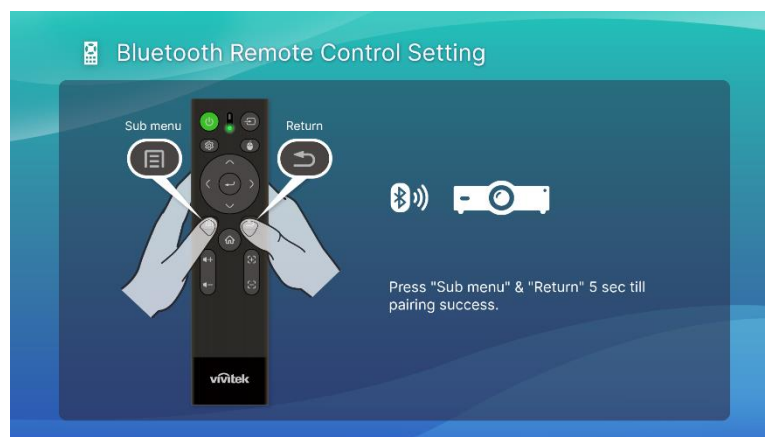 Bluetooth Remote Control Setting
Sub menu
Return
Press "Sub menu" & "Return" 5 sec till
pairing success.
vivitek